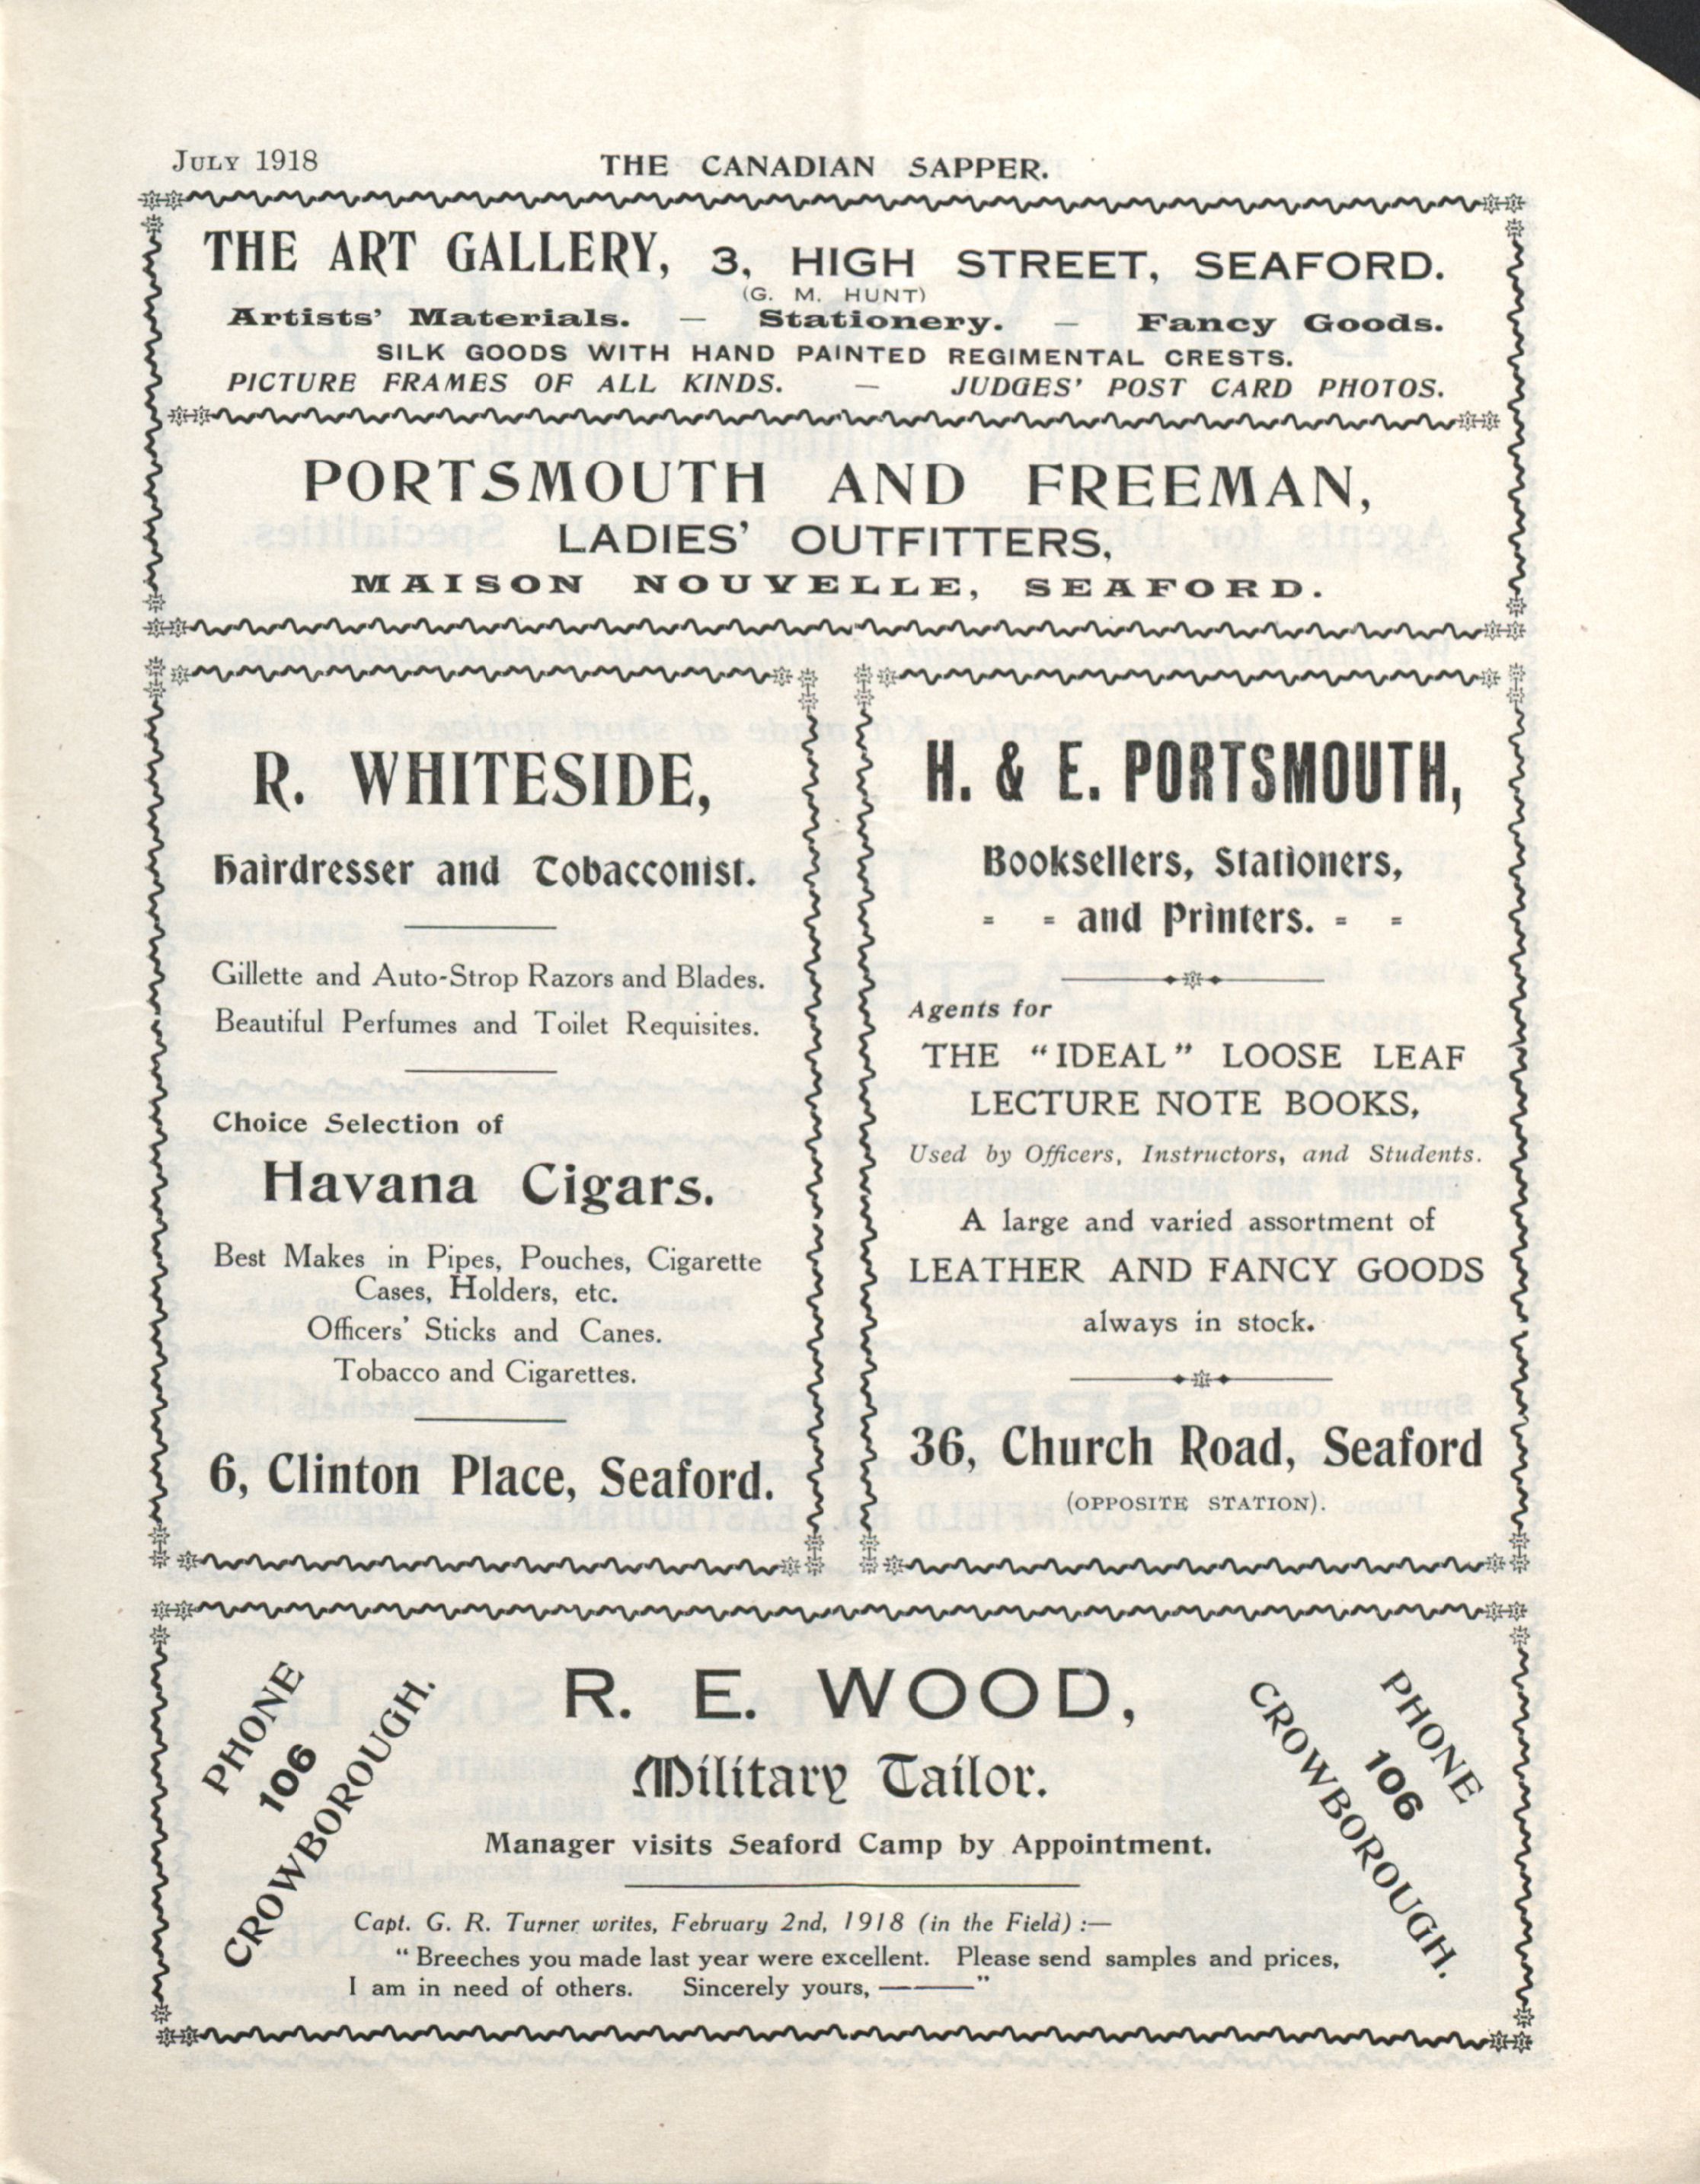 JULY 1918
THE CANADIAN SAPPER.
THE ART GALLERY, 3, HIGH STREET, SEAFORD.
(G. M. HUNT)
Artists' Materials. — Stationery. — Fancy Goods.
SILK GOODS WITH HAND PAINTED REGIMENTAL CRESTS.
PICTURE FRAMES OF ALL KINDS. — JUDGES' POST CARD PHOTOS.
PORTSMOUTH AND FREEMAN,
LADIES' OUTFITTERS,
MAISON NOUVELLE, SEAFORD.
R. WHITESIDE,
Hairdresser and Tobacconist.
Gillette and Auto-Strop Razors and Blades.
Beautiful Perfumes and Toilet Requisites.
Choice Selection of
Havana Cigars.
Best Makes in Pipes, Pouches, Cigarette
Cases, Holders, etc.
Officers' Sticks and Canes.
Tobacco and Cigarettes.
6, Clinton Place, Seaford.
H. & E. PORTSMOUTH,
Booksellers, Stationers,
= = and Printers. = =
Agents for
THE "IDEAL" LOOSE LEAF
LECTURE NOTE BOOKS,
Used by Officers, Instructors, and Students.
A large and varied assortment of
LEATHER AND FANCY GOODS
always in stock.
36, Church Road, Seaford
(OPPOSITE STATION).
PHONE
106
CROWBOROUGH.
R. E. WOOD,
Military Tailor.
Manager visits Seaford Camp by Appointment.
Capt. G. R. Turner writes, February 2nd, 1918 (in the Field) :—
"Breeches you made last year were excellent. Please send samples and prices,
I am in need of others. Sincerely yours, ———"
PHONE
106
CROWBOROUGH.